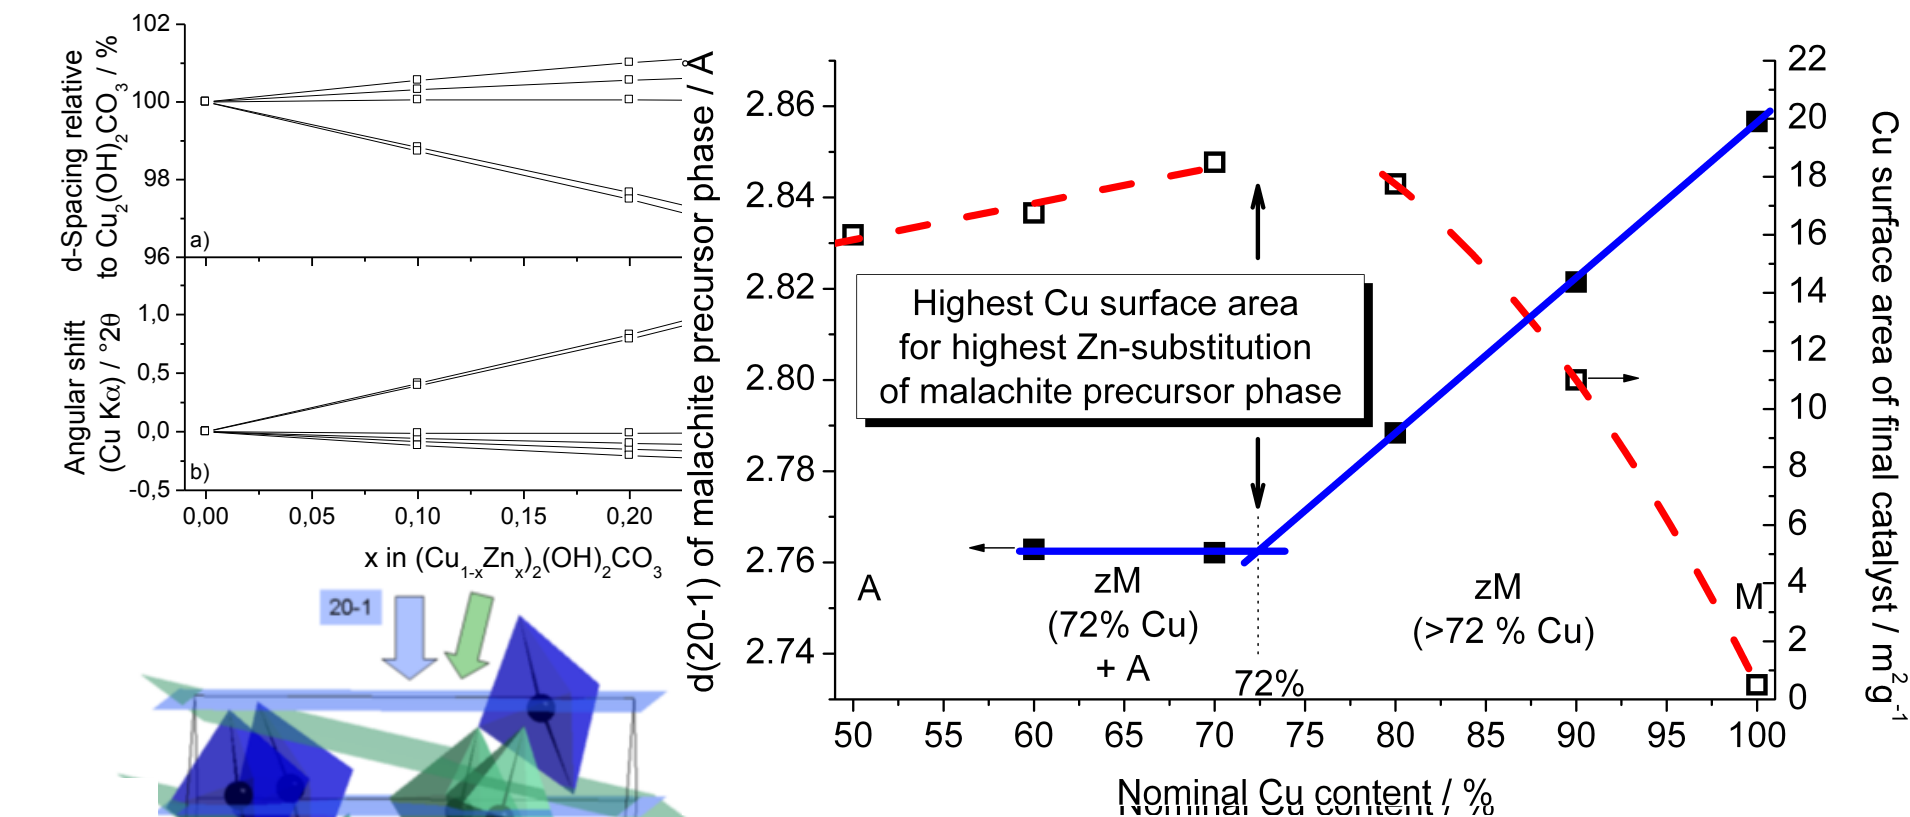 102
100
98
96
d-Spacing relative
to Cu2(OH)2CO3 / %
a)
1,0
0,5
0,0
-0,5
Angular shift
(Cu Kα) / °2θ
b)
0,00 0,05 0,10 0,15 0,20
x in (Cu1-xZnx)2(OH)2CO3
20-1
d(20-1) of malachite precursor phase / Å
2.86
2.84
2.82
2.80
2.78
2.76
2.74
Highest Cu surface area
for highest Zn-substitution
of malachite precursor phase
A
zM
(72% Cu)
+ A
72%
zM
(>72 % Cu)
M
22
20
18
16
14
12
10
8
6
4
2
0
Cu surface area of final catalyst / m2g-1
50 55 60 65 70 75 80 85 90 95 100
Nominal Cu content / %